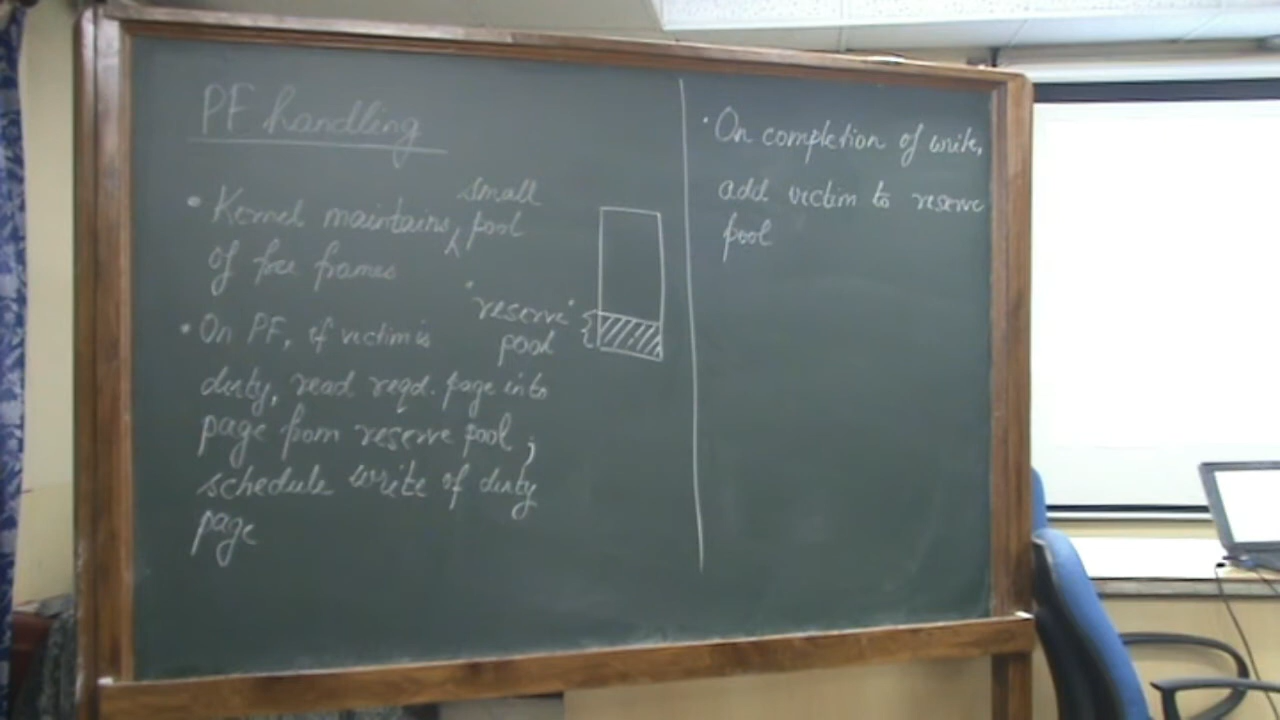 PF handling
• Kernel maintains, small pool
of free frames
"reserve"
pool
• On PF, if victim is
dirty, read reqd. page into
page from reserve pool;
schedule write of dirty
page
• On completion of write,
add victim to reserve
pool